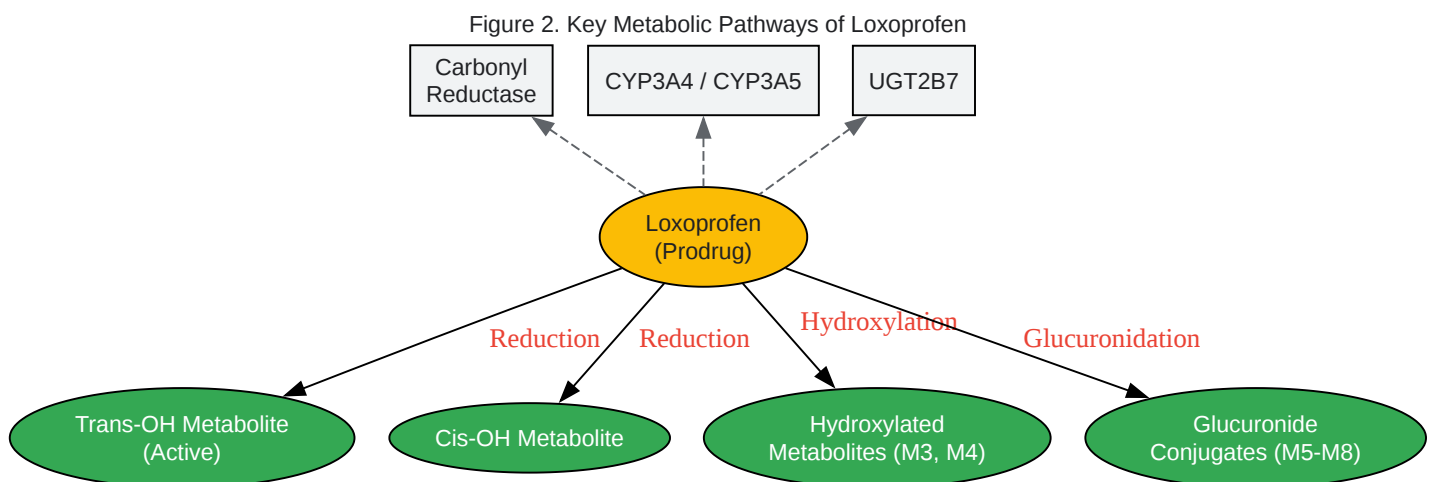 Figure 2. Key Metabolic Pathways of Loxoprofen
Carbonyl
Reductase
CYP3A4 / CYP3A5
UGT2B7
Loxoprofen
(Prodrug)
Reduction
Reduction
Hydroxylation
Glucuronidation
Trans-OH Metabolite
(Active)
Cis-OH Metabolite
Hydroxylated
Metabolites (M3, M4)
Glucuronide
Conjugates (M5-M8)